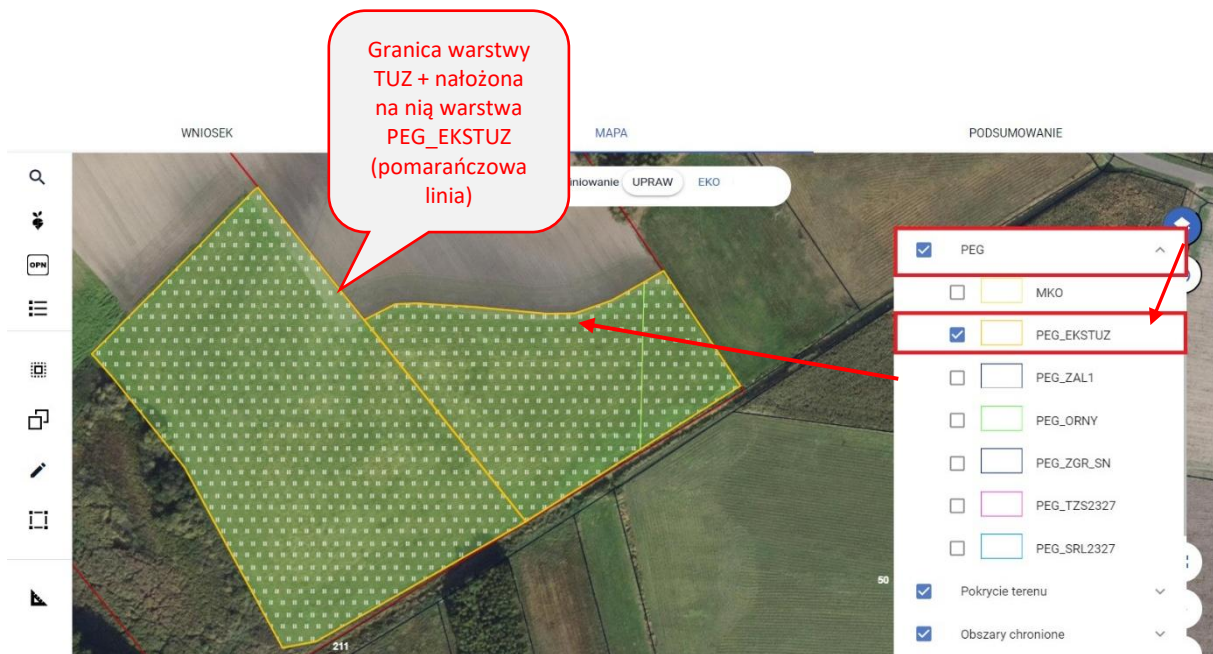 Granica warstwy
TUZ + nałożona
na nią warstwa
PEG_EKSTUZ
(pomarańczowa
linia)
WNIOSEK
MAPA
PODSUMOWANIE
iniowanie UPRAW EKO
OPN
PEG
MKO
PEG_EKSTUZ
PEG_ZAL1
PEG_ORNY
PEG_ZGR_SN
PEG_TZS2327
PEG_SRL2327
Pokrycie terenu
Obszary chronione
50
211